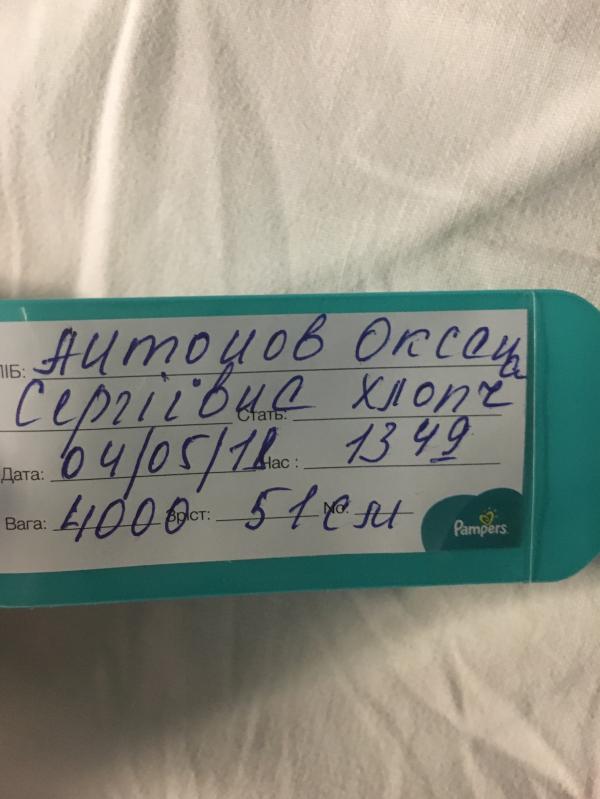 ПІБ: Антонов Оксана
Сергіївна Стать: хлопч
Дата: 04/05/18 Час: 13 49
Вага: 4000 Зріст: 51 см No:
Pampers